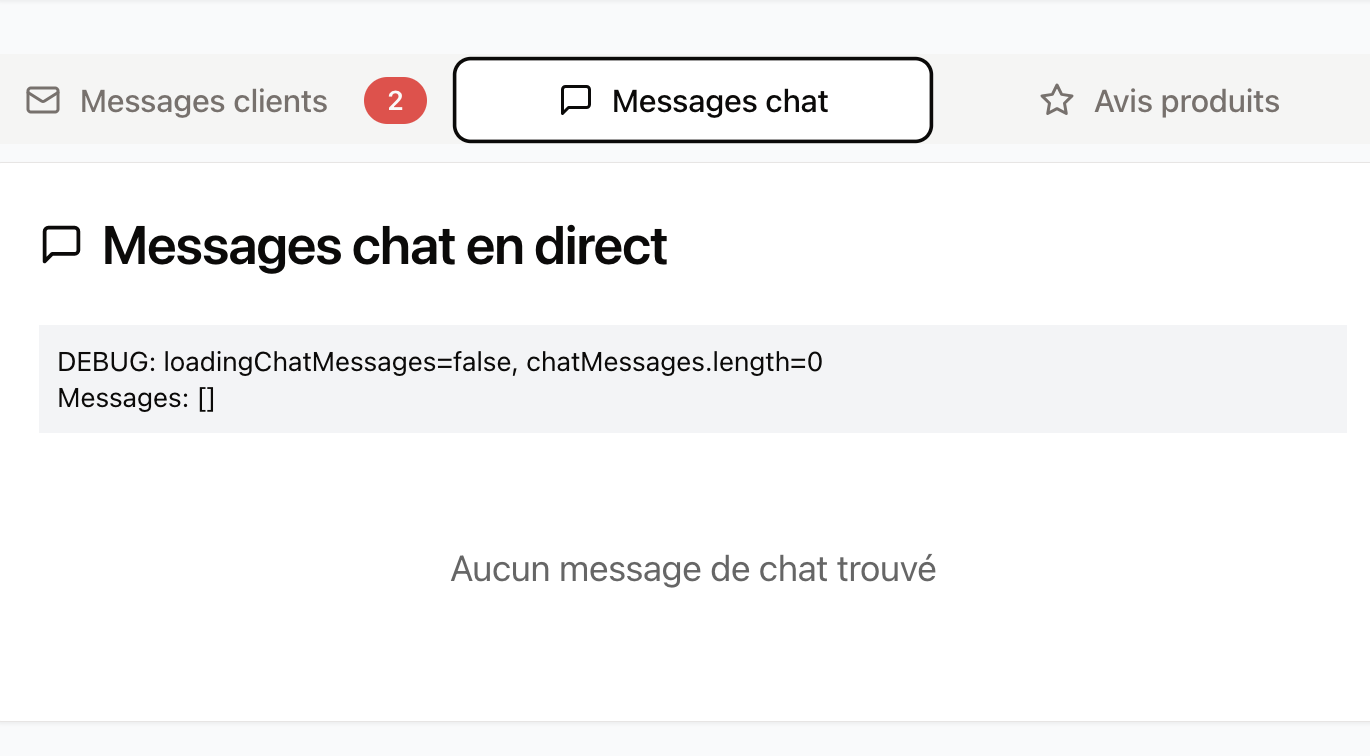 Messages clients 2 Messages chat Avis produits
Messages chat en direct
DEBUG: loadingChatMessages=false, chatMessages.length=0
Messages: []
Aucun message de chat trouvé